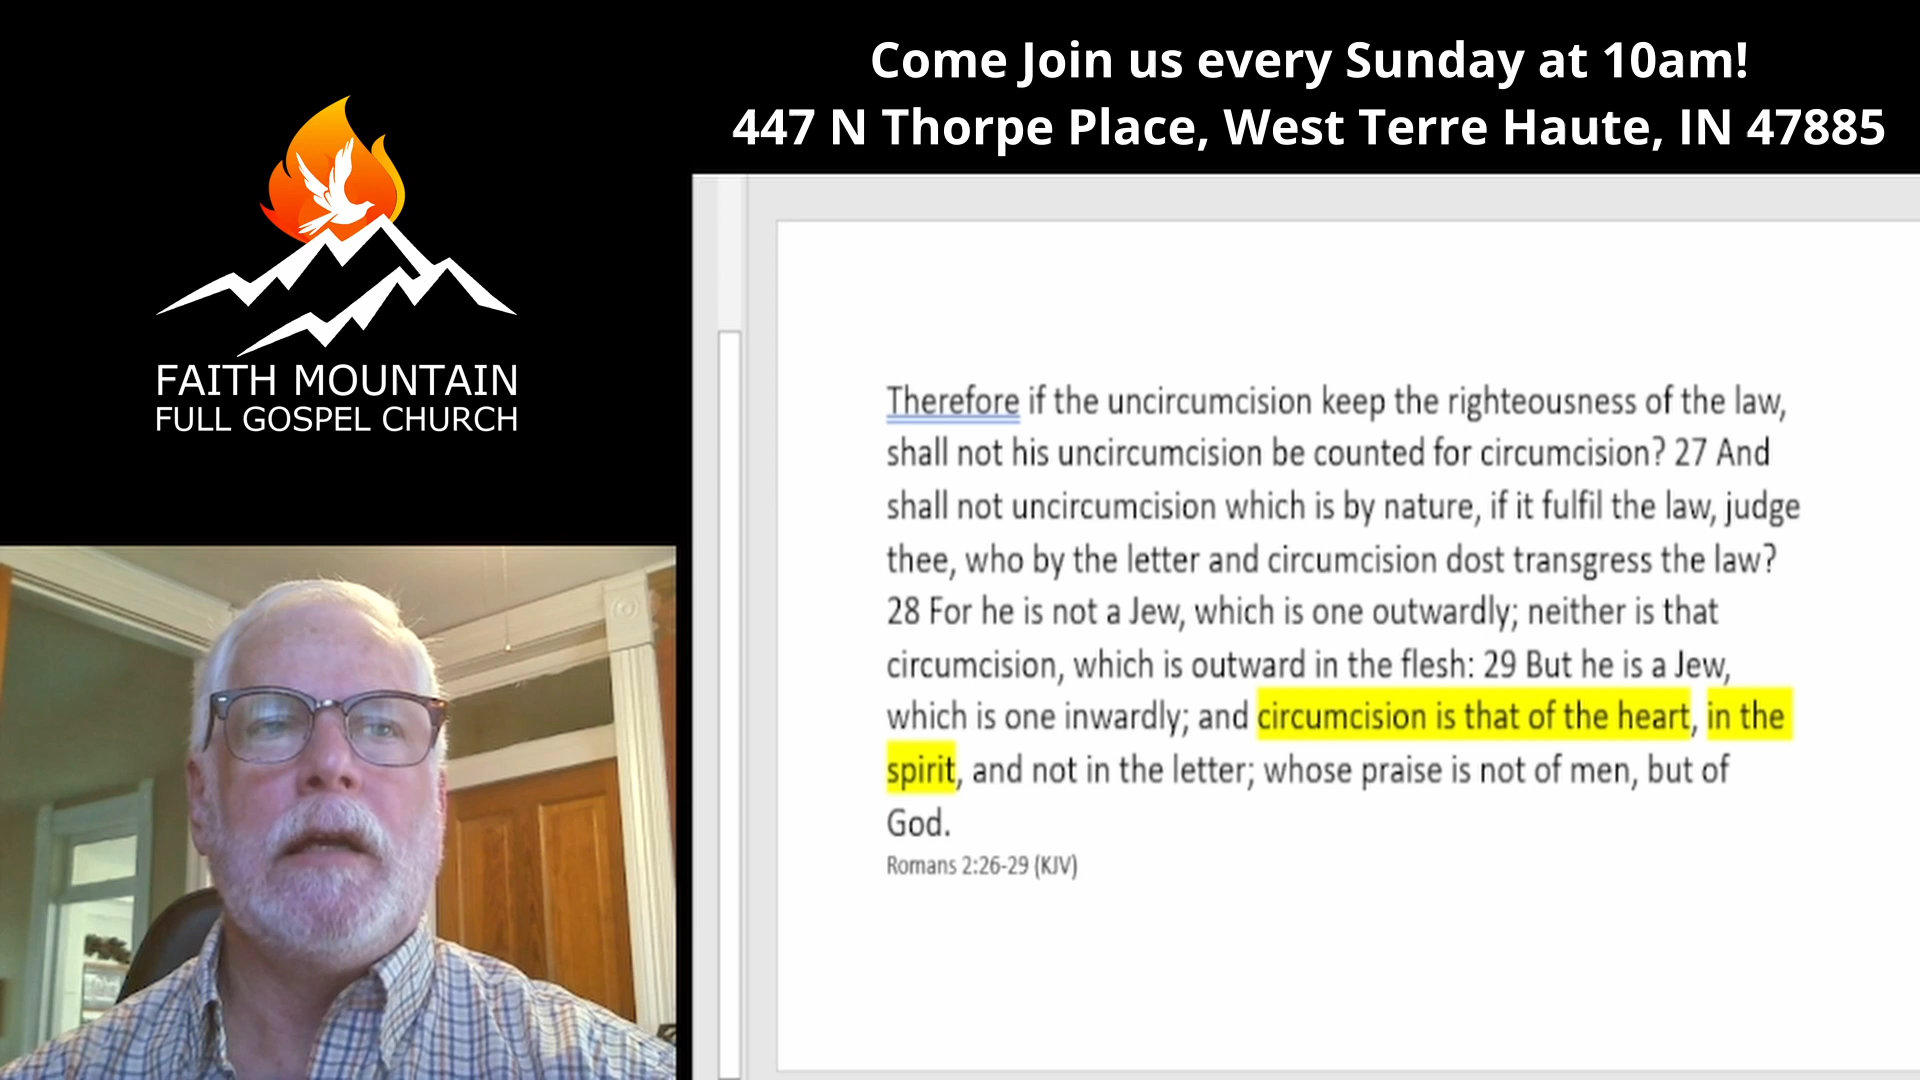 Come Join us every Sunday at 10am!
447 N Thorpe Place, West Terre Haute, IN 47885
FAITH MOUNTAIN
FULL GOSPEL CHURCH
Therefore if the uncircumcision keep the righteousness of the law,
shall not his uncircumcision be counted for circumcision? 27 And
shall not uncircumcision which is by nature, if it fulfil the law, judge
thee, who by the letter and circumcision dost transgress the law?
28 For he is not a Jew, which is one outwardly; neither is that
circumcision, which is outward in the flesh: 29 But he is a Jew,
which is one inwardly; and circumcision is that of the heart, in the
spirit, and not in the letter; whose praise is not of men, but of
God.
Romans 2:26-29 (KJV)